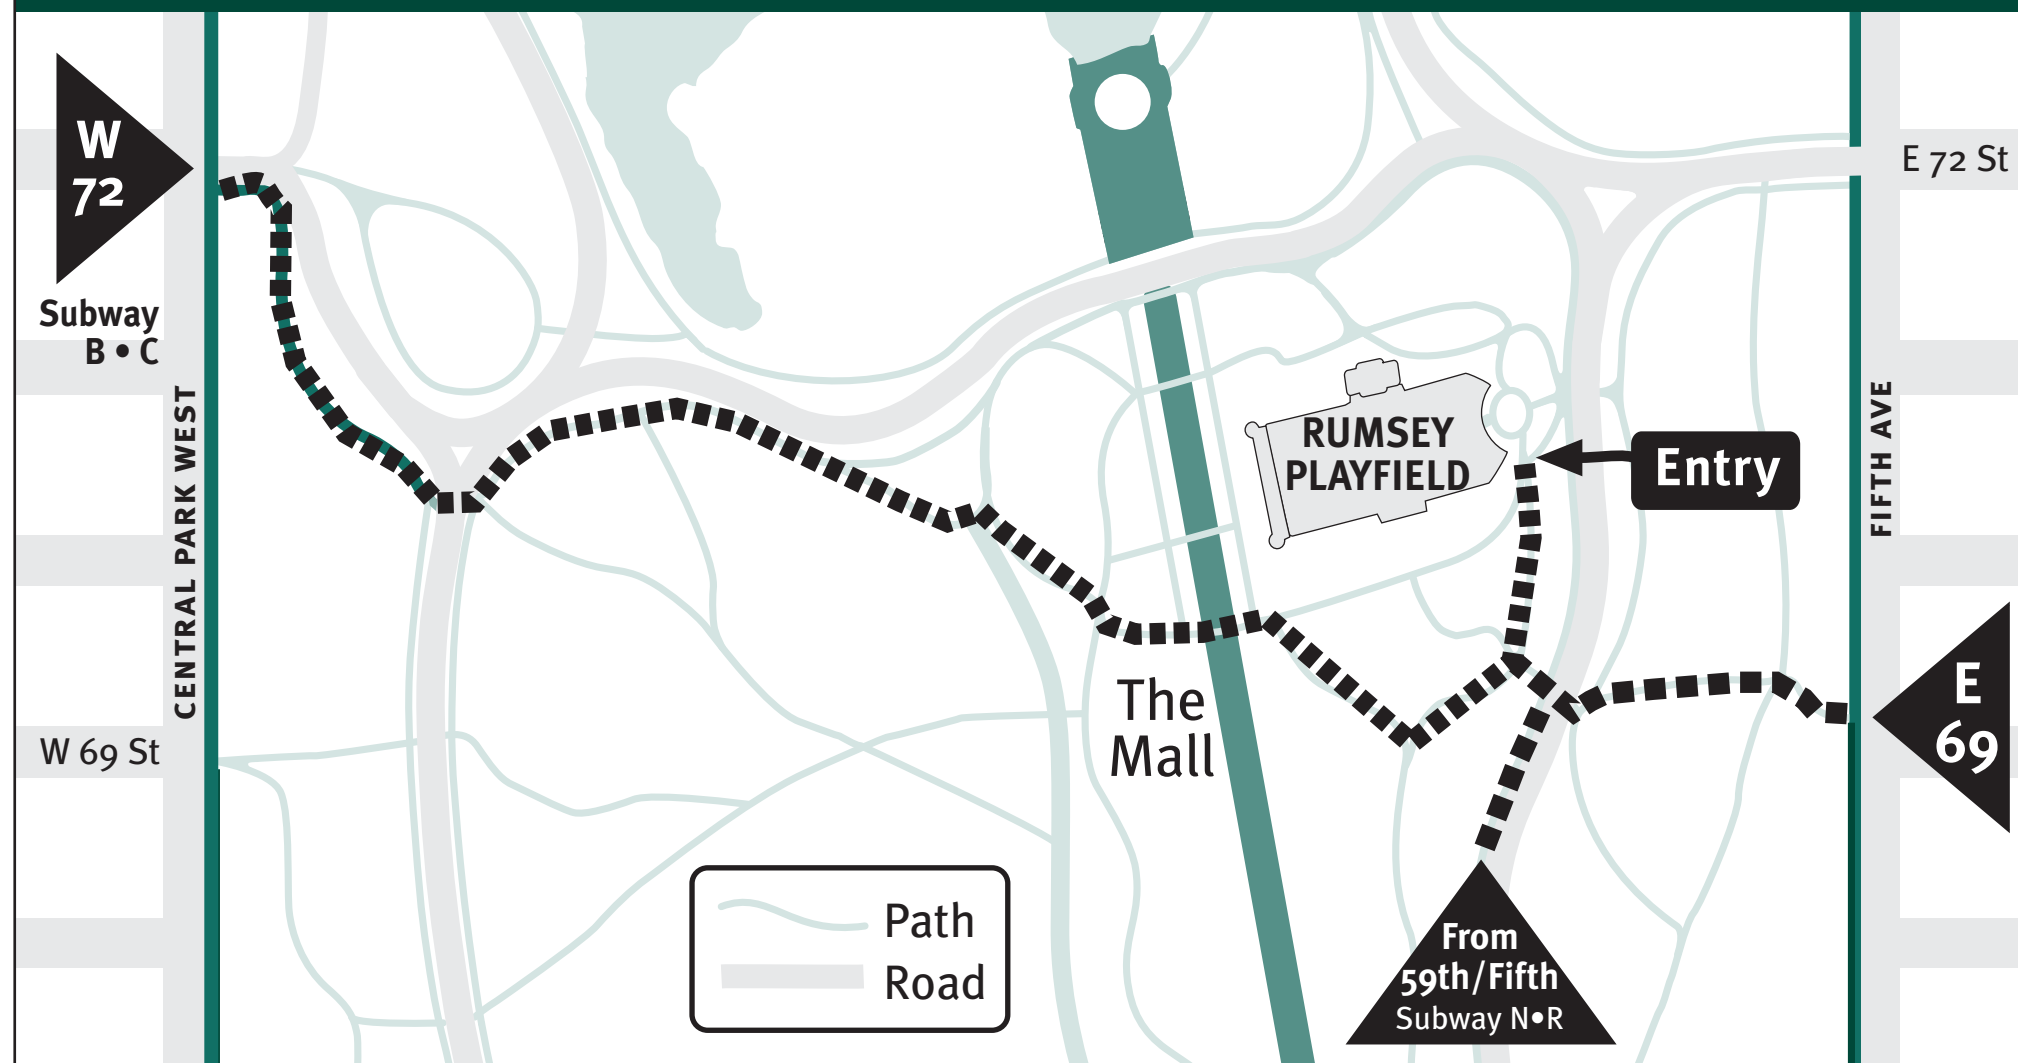 W
72
Subway
B • C
CENTRAL PARK WEST
W 69 St
RUMSEY
PLAYFIELD
Entry
The
Mall
Path
Road
From
59th/Fifth
Subway N•R
E 72 St
FIFTH AVE
E
69